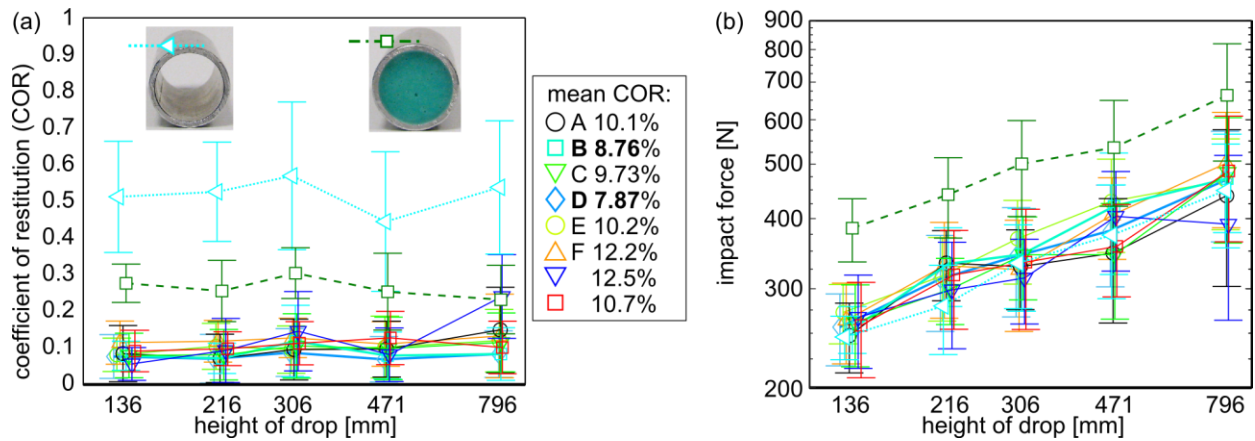 (a)
coefficient of restitution (COR)
1
0.9
0.8
0.7
0.6
0.5
0.4
0.3
0.2
0.1
0
136 216 306 471 796
height of drop [mm]
mean COR:
A 10.1%
B 8.76%
C 9.73%
D 7.87%
E 10.2%
F 12.2%
12.5%
10.7%
(b)
impact force [N]
900
800
700
600
500
400
300
200
136 216 306 471 796
height of drop [mm]